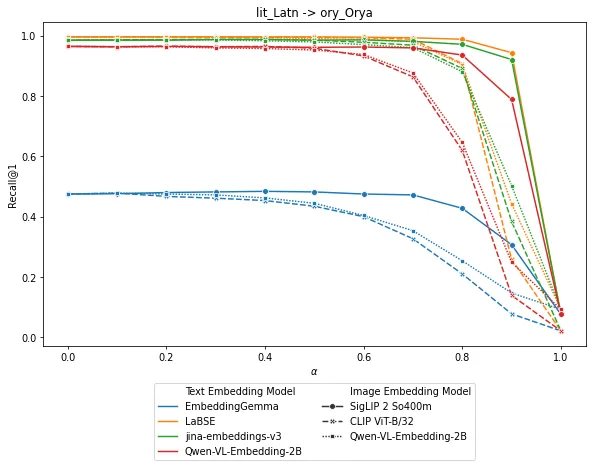 lit_Latn -> ory_Orya
1.0
0.8
0.6
0.4
0.2
0.0
Recall@1
0.0 0.2 0.4 0.6 0.8 1.0
α
Text Embedding Model Image Embedding Model
EmbeddingGemma SigLIP 2 So400m
LaBSE CLIP ViT-B/32
jina-embeddings-v3 Qwen-VL-Embedding-2B
Qwen-VL-Embedding-2B